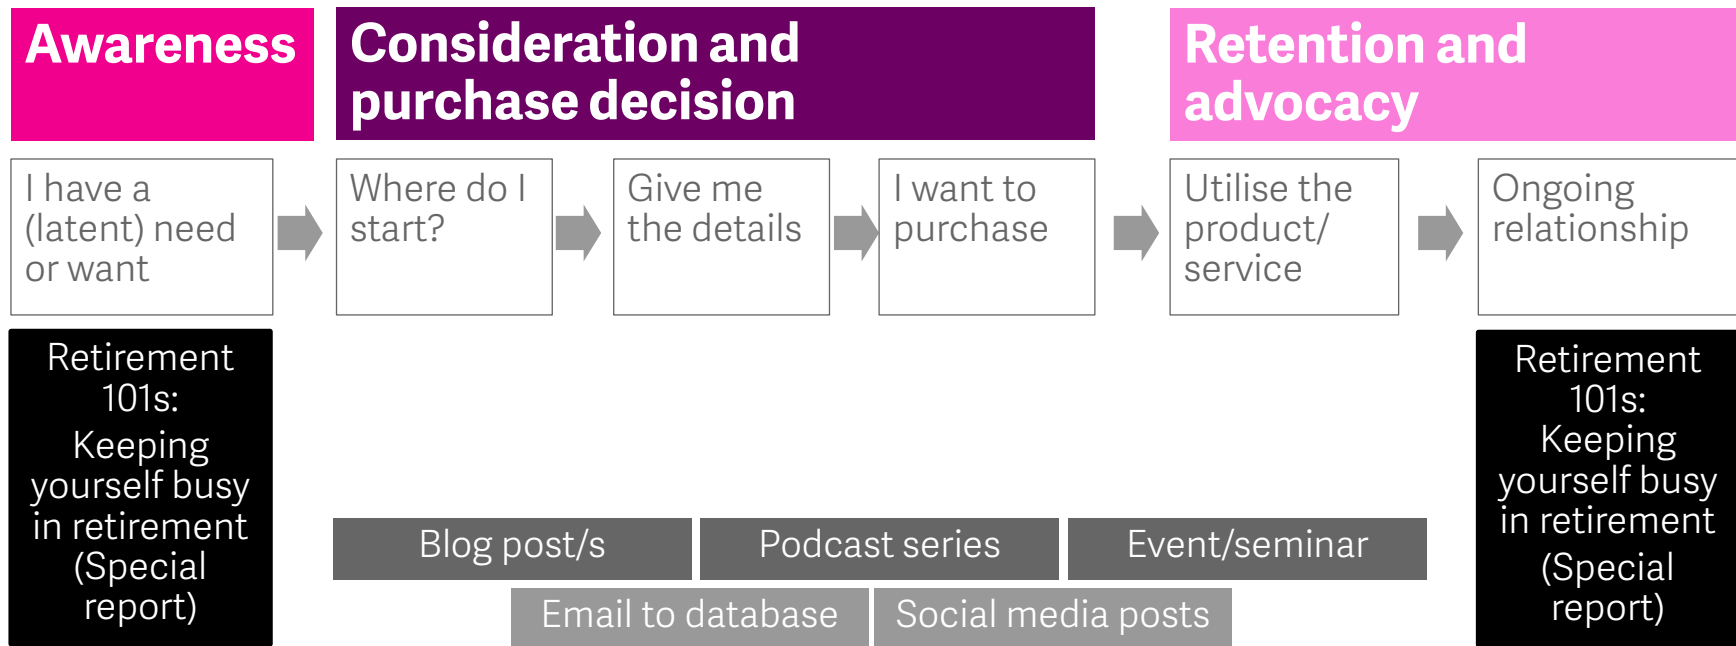 Awareness
Consideration and
purchase decision
Retention and
advocacy
I have a
(latent) need
or want
Where do I
start?
Give me
the details
I want to
purchase
Utilise the
product/
service
Ongoing
relationship
Retirement
101s:
Keeping
yourself busy
in retirement
(Special
report)
Blog post/s
Podcast series
Event/seminar
Email to database
Social media posts
Retirement
101s:
Keeping
yourself busy
in retirement
(Special
report)